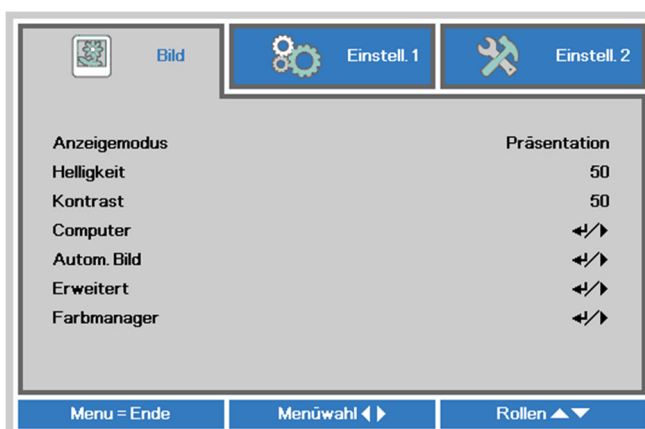 Bild Einstell. 1 Einstell. 2
Anzeigemodus Präsentation
Helligkeit 50
Kontrast 50
Computer ↵/▶
Autom. Bild ↵/▶
Erweitert ↵/▶
Farbmanager ↵/▶
Menu = Ende Menüwahl ◀▶ Rollen ▲▼